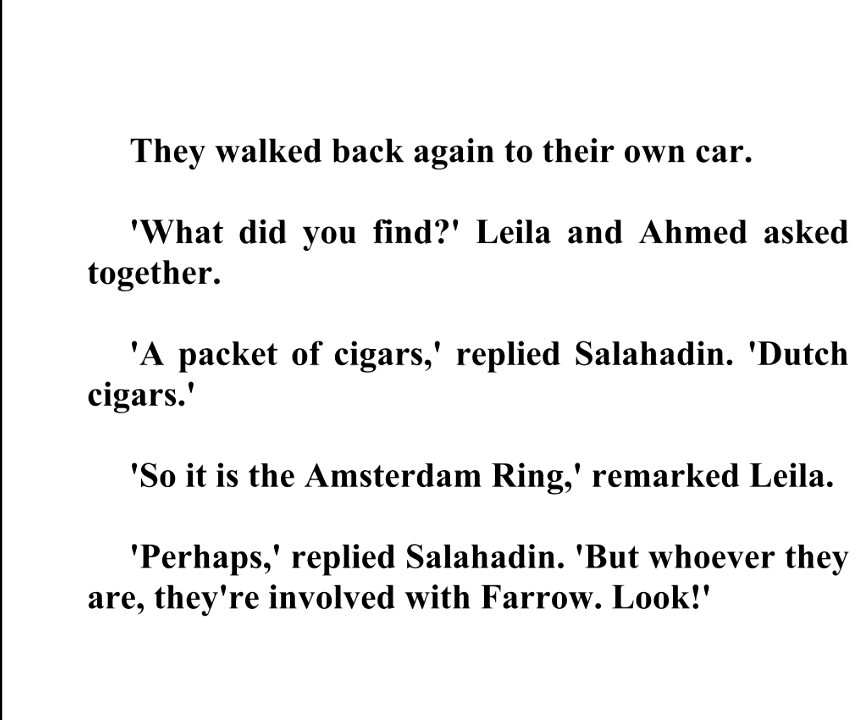 They walked back again to their own car.
'What did you find?' Leila and Ahmed asked
together.
'A packet of cigars,' replied Salahadin. 'Dutch
cigars.'
'So it is the Amsterdam Ring,' remarked Leila.
'Perhaps,' replied Salahadin. 'But whoever they
are, they're involved with Farrow. Look!'